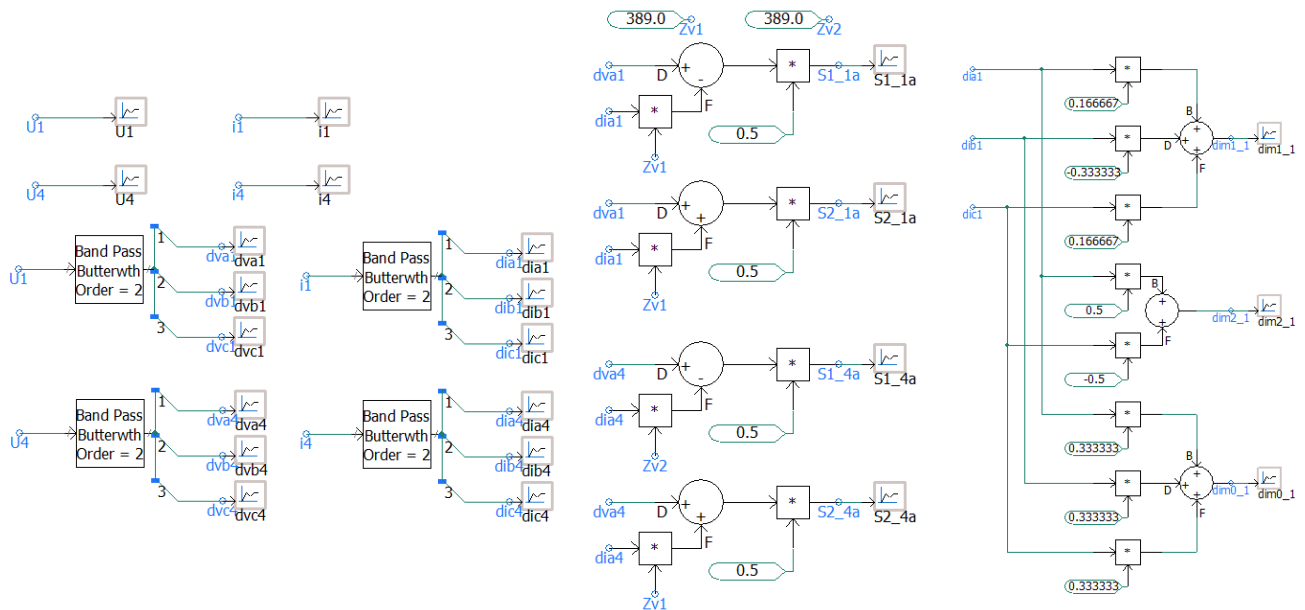 389.0
Zv1
389.0
Zv2
U1
U1
i1
i1
U4
U4
i4
i4
U1
Band Pass
Butterwth
Order = 2
1
2
3
dva1
dva1
dvb1
dvb1
dvc1
dvc1
i1
Band Pass
Butterwth
Order = 2
1
2
3
dia1
dia1
dib1
dib1
dic1
dic1
U4
Band Pass
Butterwth
Order = 2
1
2
3
dva4
dva4
dvb4
dvb4
dvc4
dvc4
i4
Band Pass
Butterwth
Order = 2
1
2
3
dia4
dia4
dib4
dib4
dic4
dic4
dva1
D
+
-
F
*
S1_1a
S1_1a
dia1
*
0.5
Zv1
dva1
D
+
+
F
*
S2_1a
S2_1a
dia1
*
0.5
Zv1
dva4
D
+
-
F
*
S1_4a
S1_4a
dia4
*
0.5
Zv2
dva4
D
+
+
F
*
S2_4a
S2_4a
dia4
*
0.5
Zv1
dia1
*
0.166667
B
dib1
*
D
+
+
+
F
dim1_1
dim1_1
-0.333333
dic1
*
0.166667
*
B
0.5
+
+
F
dim2_1
dim2_1
*
-0.5
*
B
0.333333
*
D
+
+
+
F
dim0_1
dim0_1
0.333333
*
0.333333